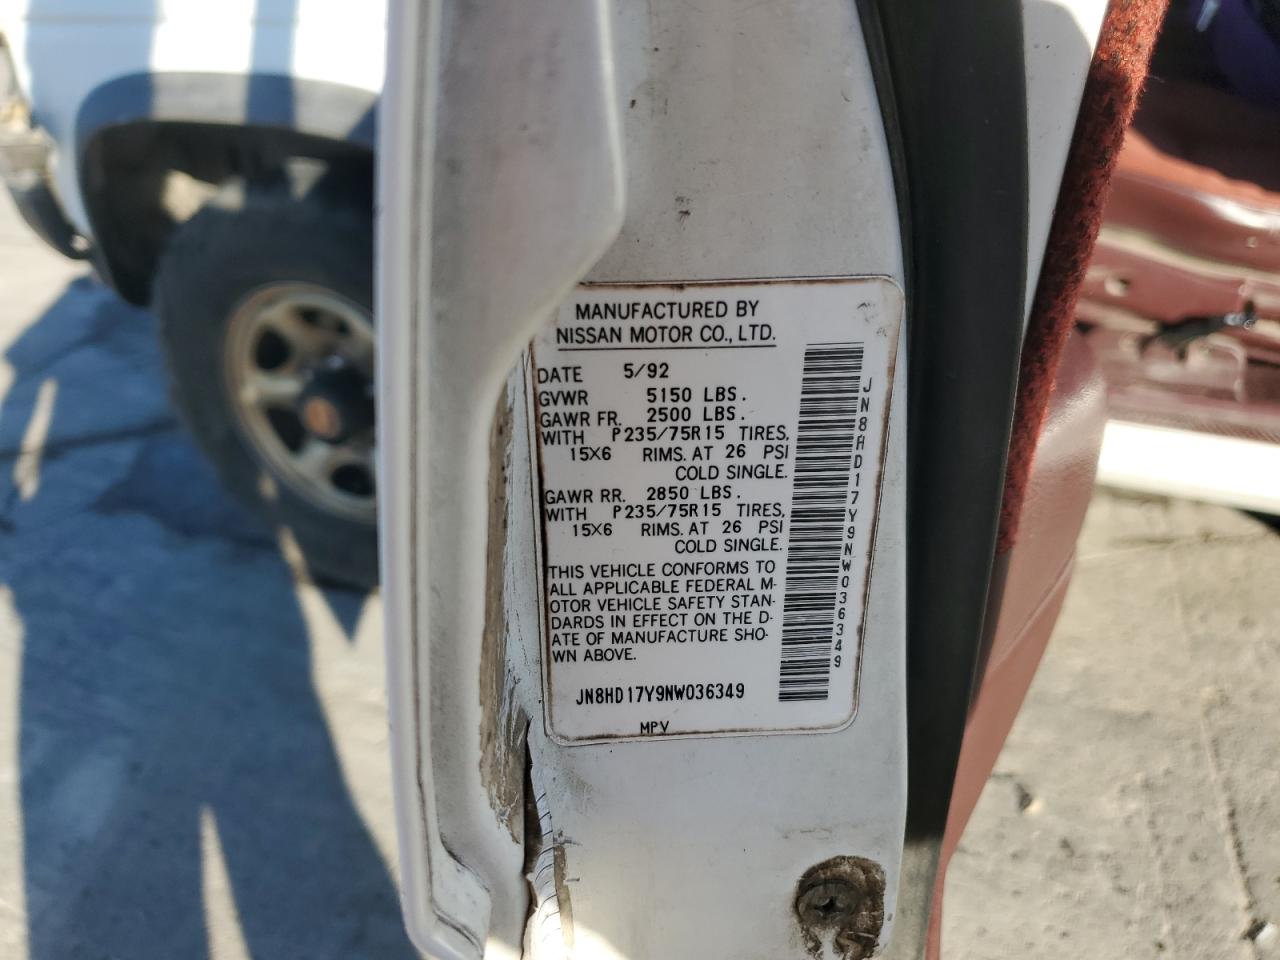 MANUFACTURED BY
NISSAN MOTOR CO., LTD.
DATE 5/92
GVWR 5150 LBS.
GAWR FR. 2500 LBS.
WITH P235/75R15 TIRES,
15X6 RIMS. AT 26 PSI
COLD SINGLE.
GAWR RR. 2850 LBS.
WITH P235/75R15 TIRES,
15X6 RIMS. AT 26 PSI
COLD SINGLE.
THIS VEHICLE CONFORMS TO
ALL APPLICABLE FEDERAL M-
OTOR VEHICLE SAFETY STAN-
DARDS IN EFFECT ON THE D-
ATE OF MANUFACTURE SHO-
WN ABOVE.
JN8HD17Y9NW036349
MPV
JN8HD17Y9NW036349